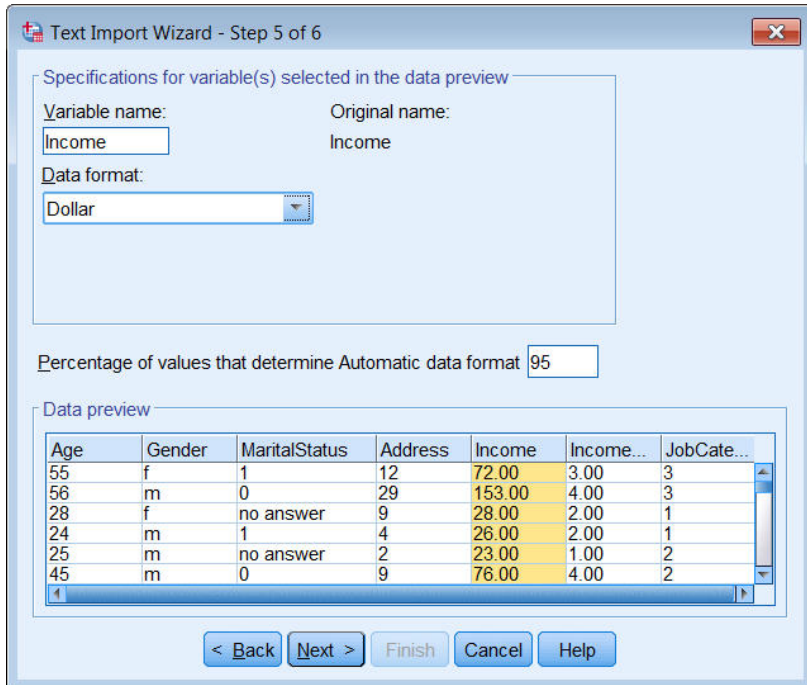 Text Import Wizard - Step 5 of 6
Specifications for variable(s) selected in the data preview
Variable name: Original name:
Income Income
Data format:
Dollar
Percentage of values that determine Automatic data format 95
Data preview
Age Gender MaritalStatus Address Income Income... JobCate...
55 f 1 12 72.00 3.00 3
56 m 0 29 153.00 4.00 3
28 f no answer 9 28.00 2.00 1
24 m 1 4 26.00 2.00 1
25 m no answer 2 23.00 1.00 2
45 m 0 9 76.00 4.00 2
< Back Next > Finish Cancel Help